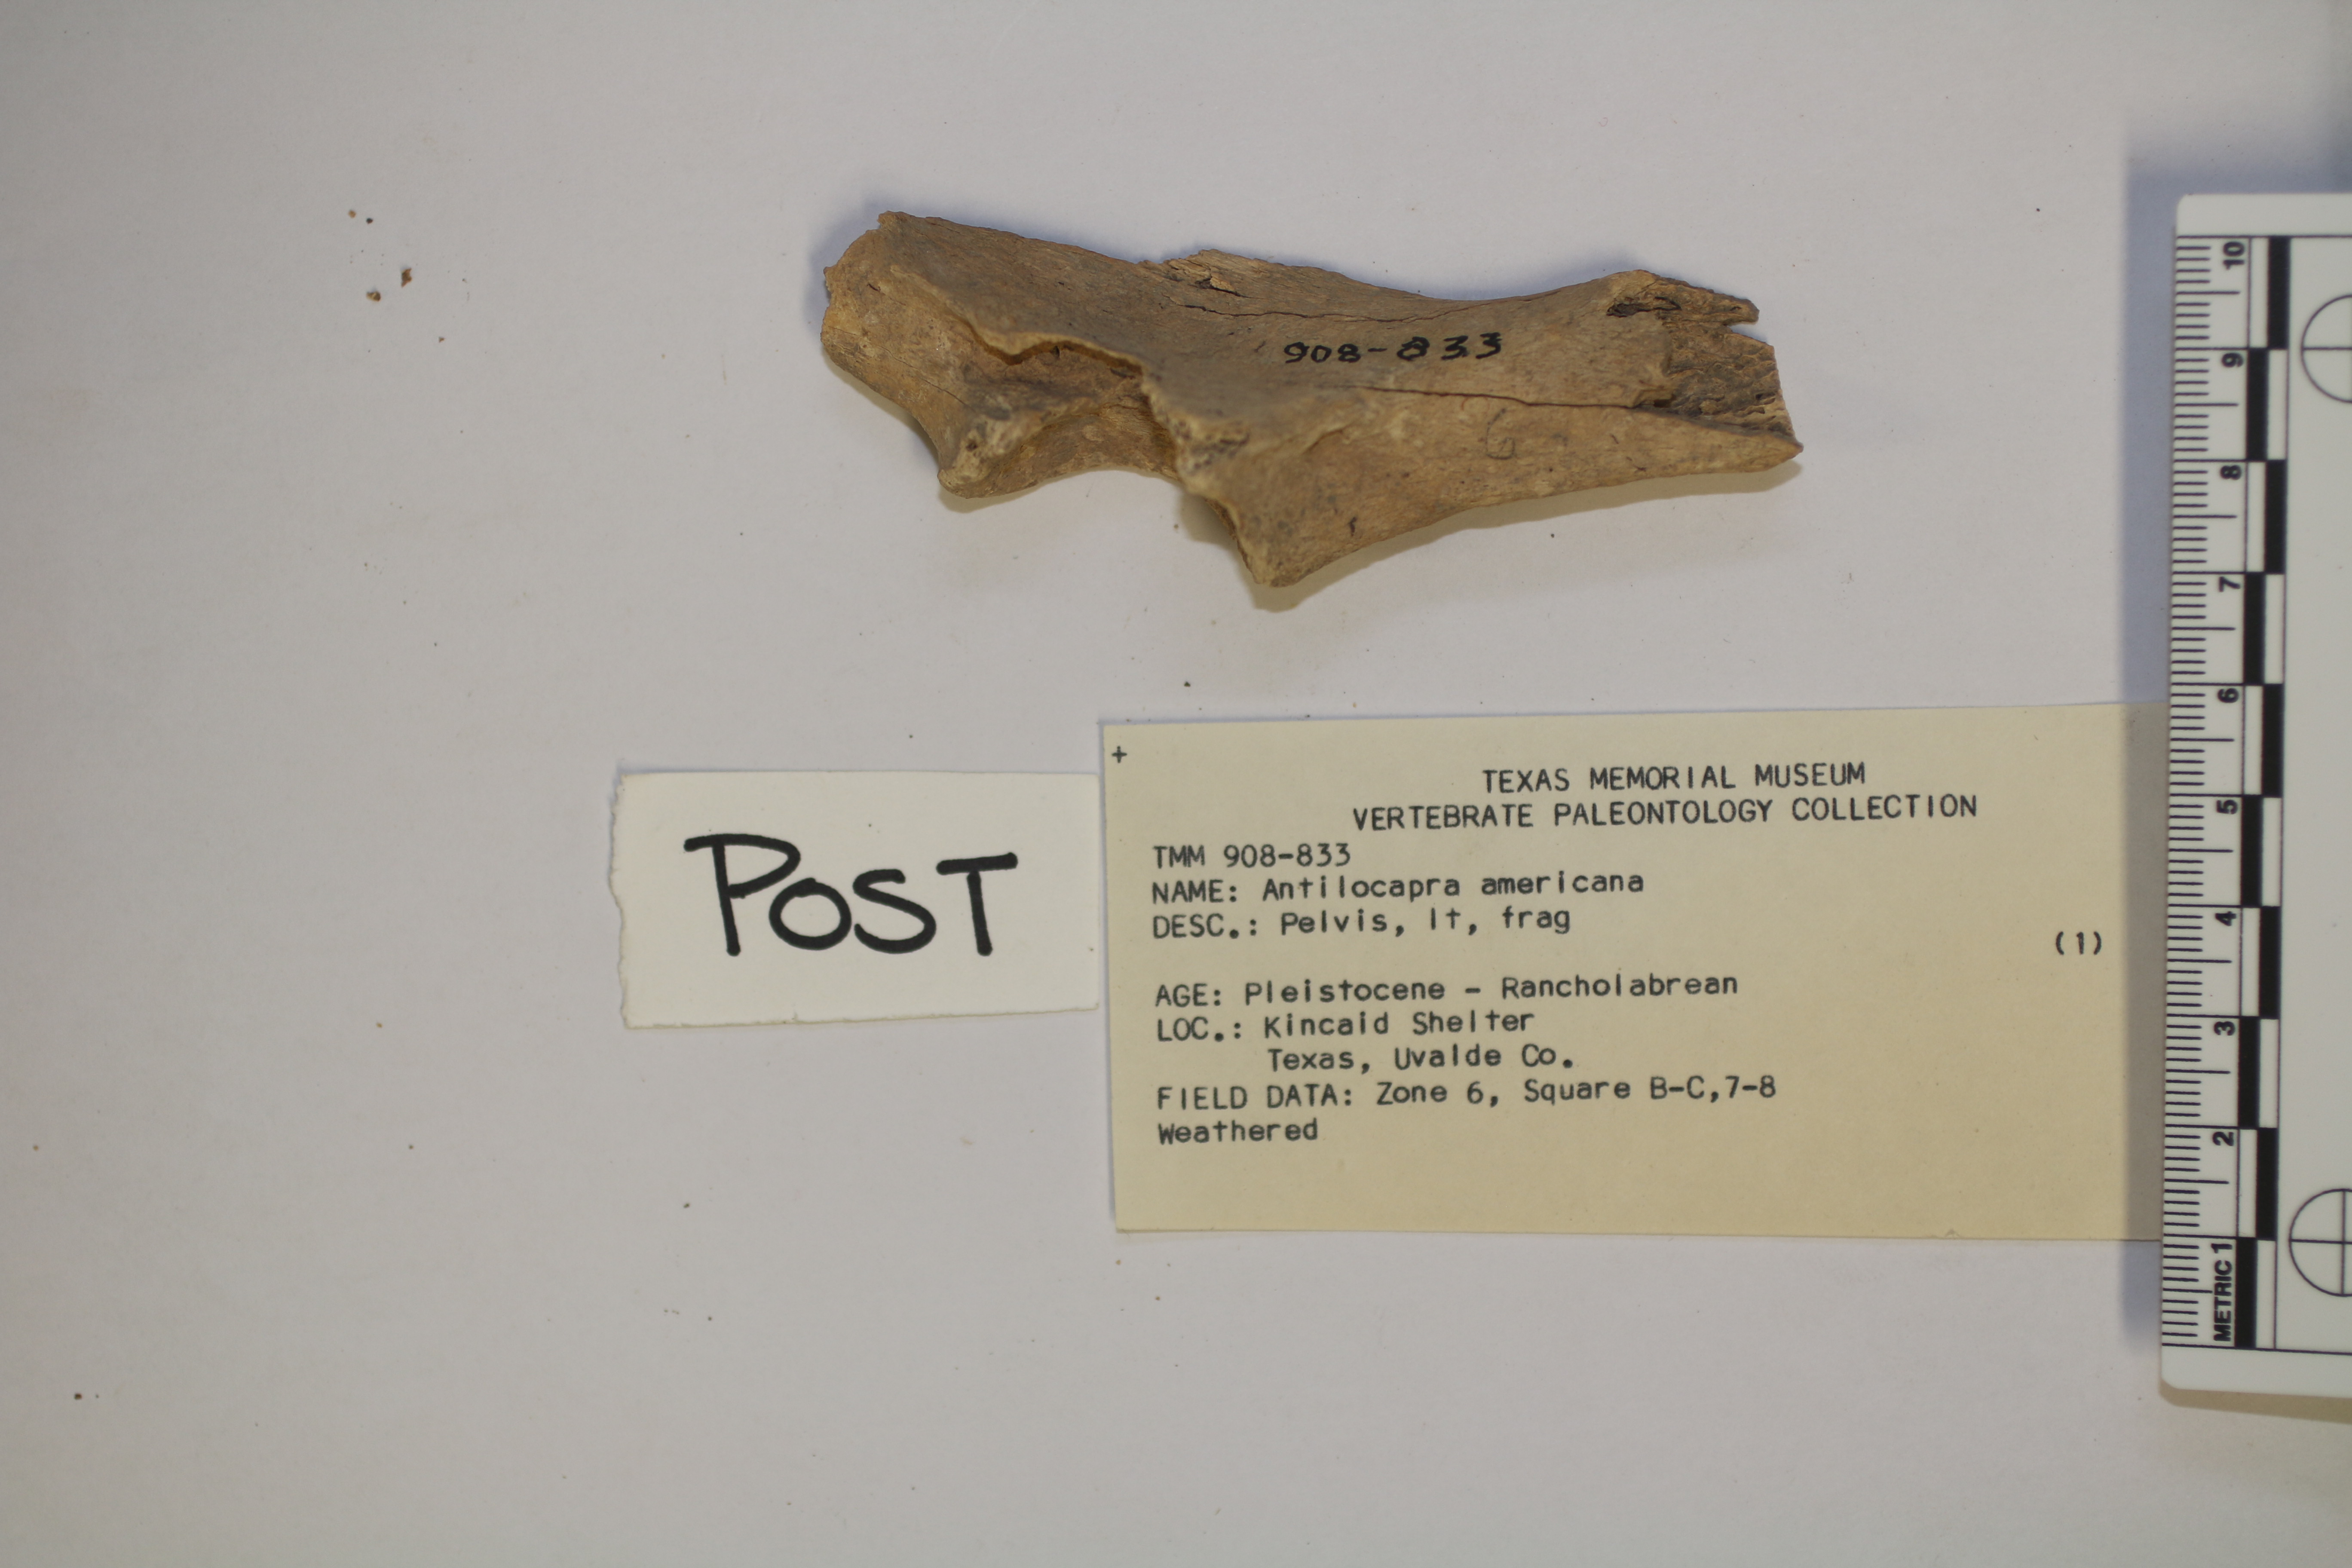 908-833
6
POST
+
TEXAS MEMORIAL MUSEUM
VERTEBRATE PALEONTOLOGY COLLECTION
TMM 908-833
NAME: Antilocapra americana
DESC.: Pelvis, lt, frag
(1)
AGE: Pleistocene - Rancholabrean
LOC.: Kincaid Shelter
Texas, Uvalde Co.
FIELD DATA: Zone 6, Square B-C,7-8
Weathered
10
9
8
7
6
5
4
3
2
METRIC 1